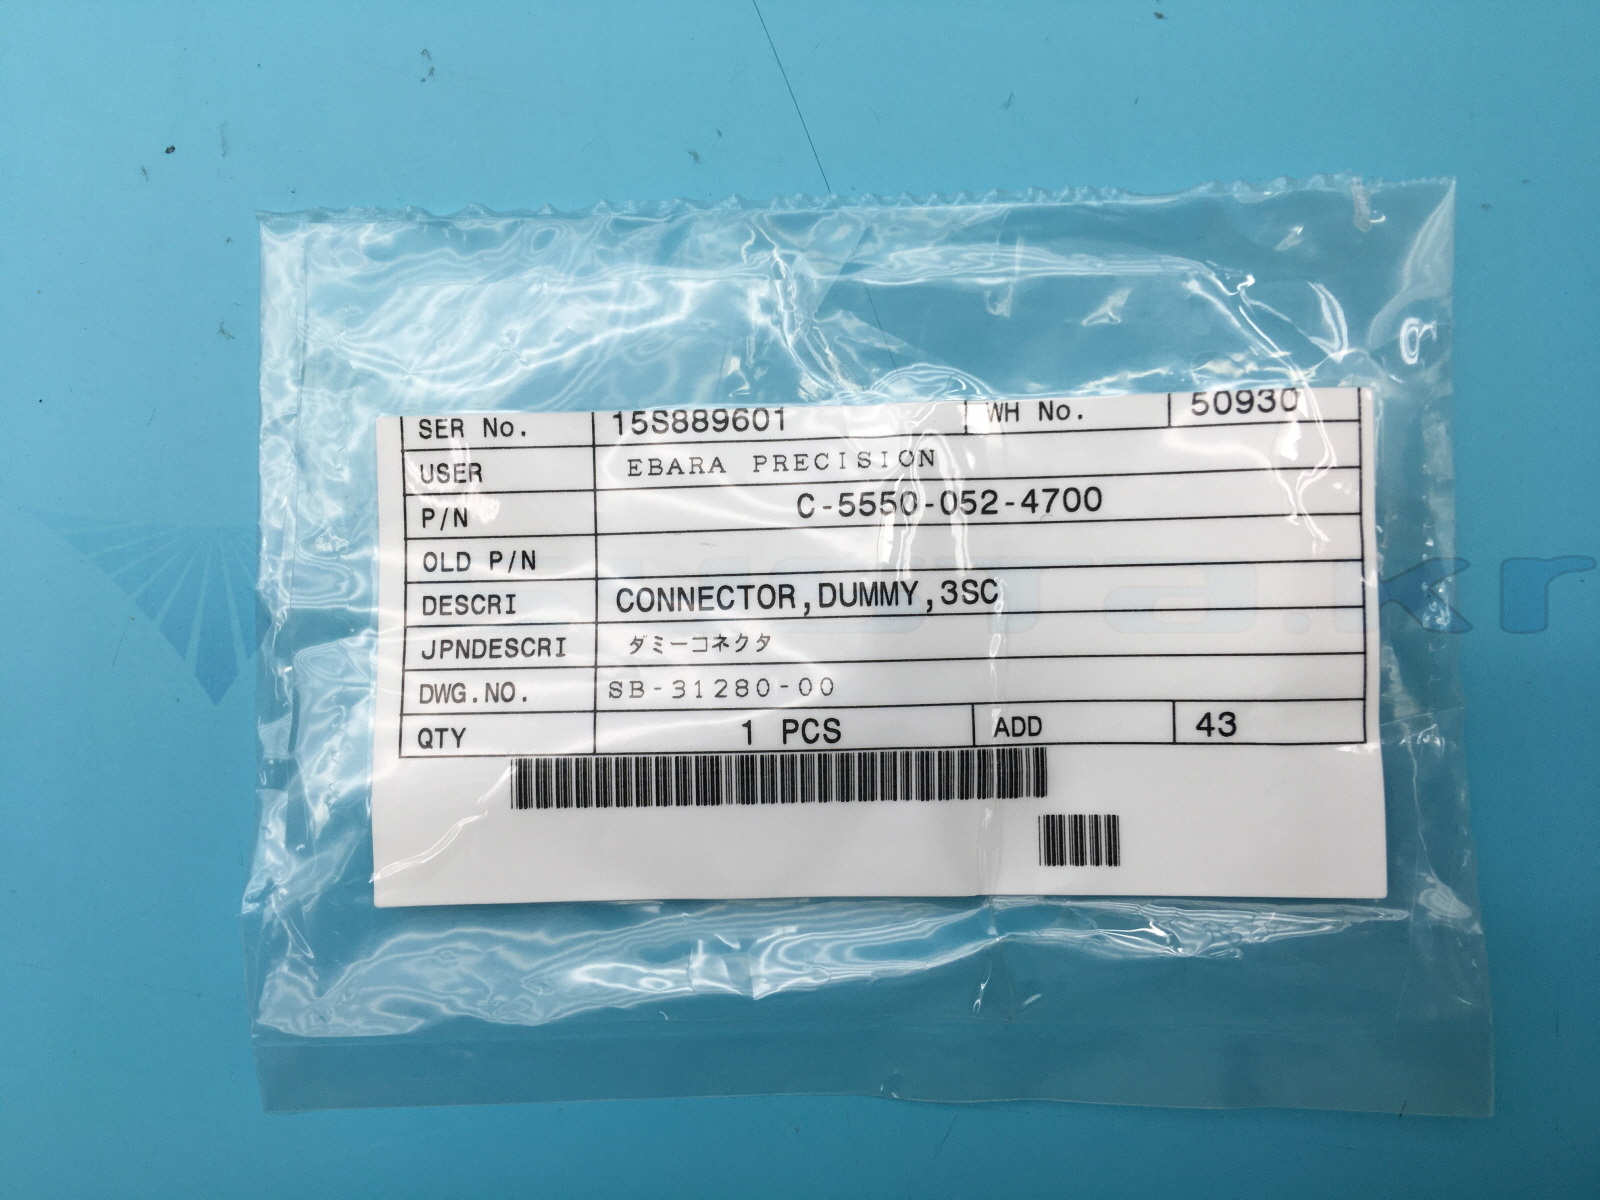 SER No. 15S889601 WH No. 50930
USER EBARA PRECISION
P/N C-5550-052-4700
OLD P/N
DESCRI CONNECTOR,DUMMY,3SC
JPNDESCRI ダミーコネクタ
DWG.NO. SB-31280-00
QTY 1 PCS ADD 43